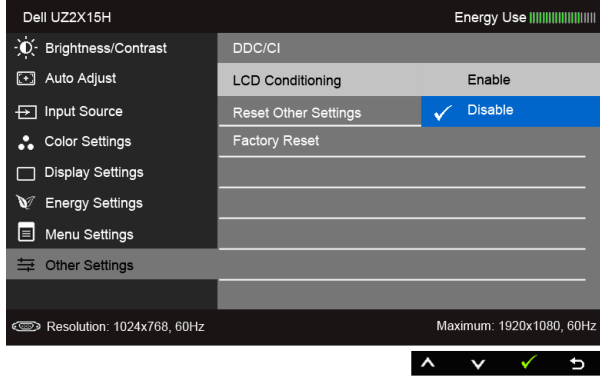 Dell UZ2X15H Energy Use
Brightness/Contrast DDC/CI
Auto Adjust LCD Conditioning Enable
Input Source Reset Other Settings Disable
Color Settings Factory Reset
Display Settings
Energy Settings
Menu Settings
Other Settings
Resolution: 1024x768, 60Hz Maximum: 1920x1080, 60Hz